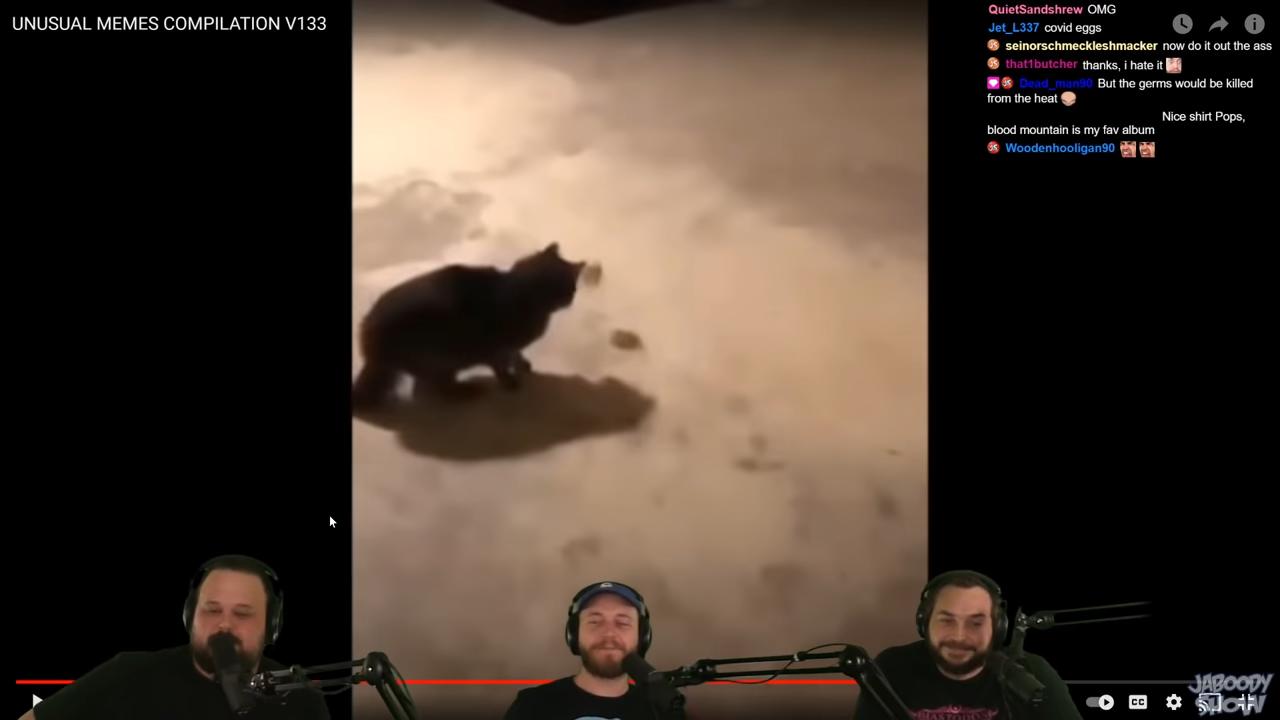 UNUSUAL MEMES COMPILATION V133
QuietSandshrew OMG
Jet_L337 covid eggs
seinorschmeckleshmacker now do it out the ass
that1butcher thanks, i hate it
Dead_man90 But the germs would be killed
from the heat
Nice shirt Pops,
blood mountain is my fav album
Woodenhooligan90
CC
MASTODON
JABOODY
SHOW